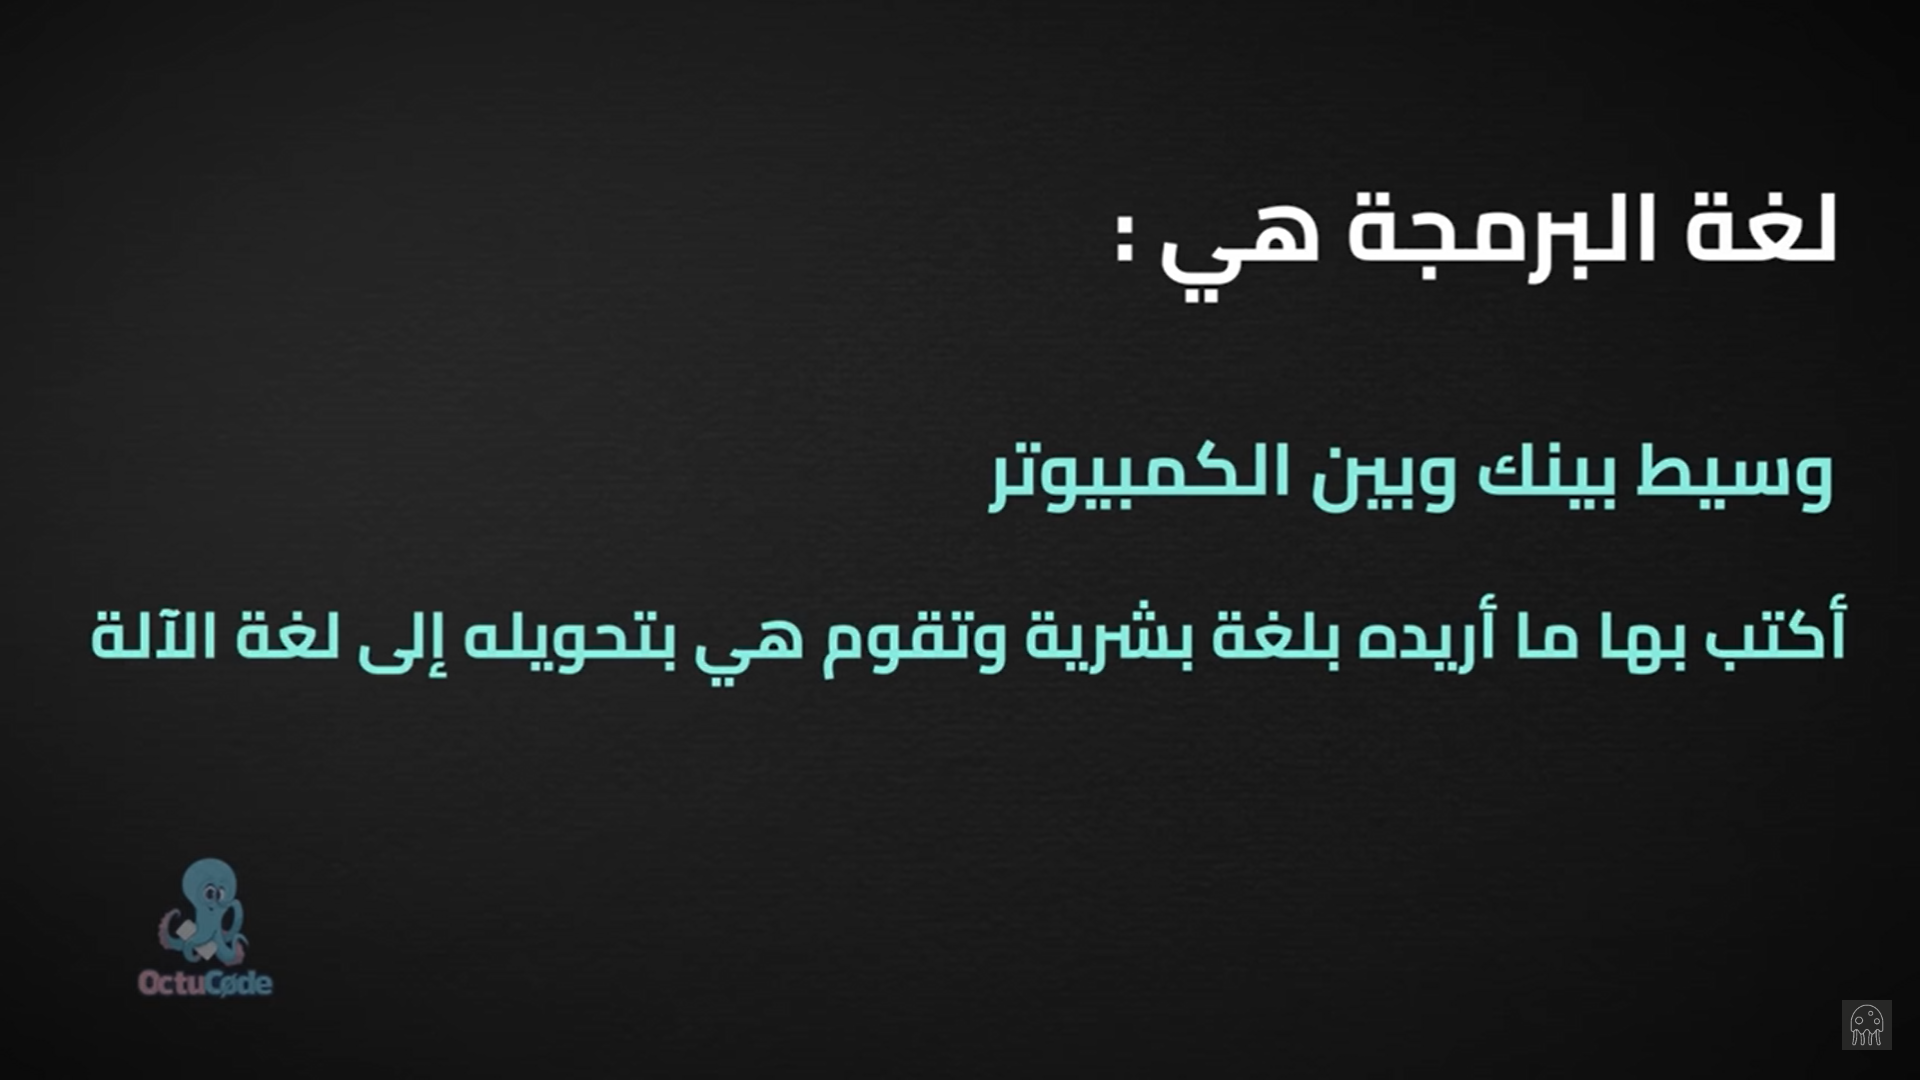 لغة البرمجة هي :
وسيط بينك وبين الكمبيوتر
أكتب بها ما أريده بلغة بشرية وتقوم هي بتحويله إلى لغة الآلة
OctuCøde